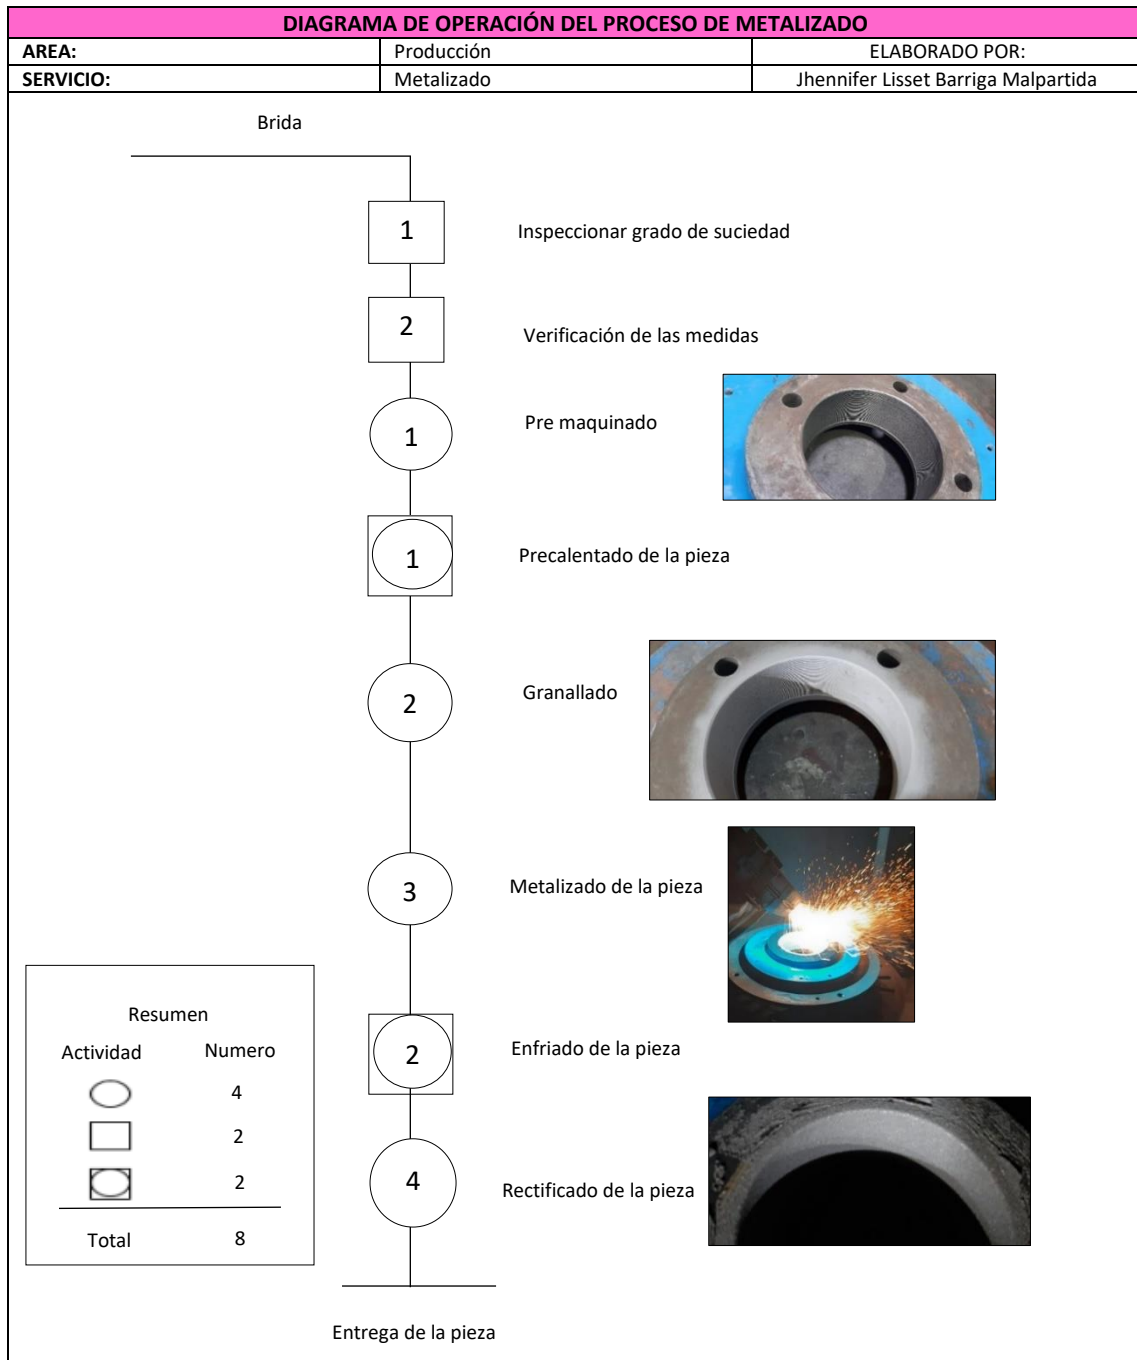 DIAGRAMA DE OPERACIÓN DEL PROCESO DE METALIZADO
AREA: Producción ELABORADO POR:
SERVICIO: Metalizado Jhennifer Lisset Barriga Malpartida
Brida
1 Inspeccionar grado de suciedad
2 Verificación de las medidas
1 Pre maquinado
1 Precalentado de la pieza
2 Granallado
3 Metalizado de la pieza
2 Enfriado de la pieza
4 Rectificado de la pieza
Entrega de la pieza
Resumen
Actividad Numero
4
2
2
Total 8